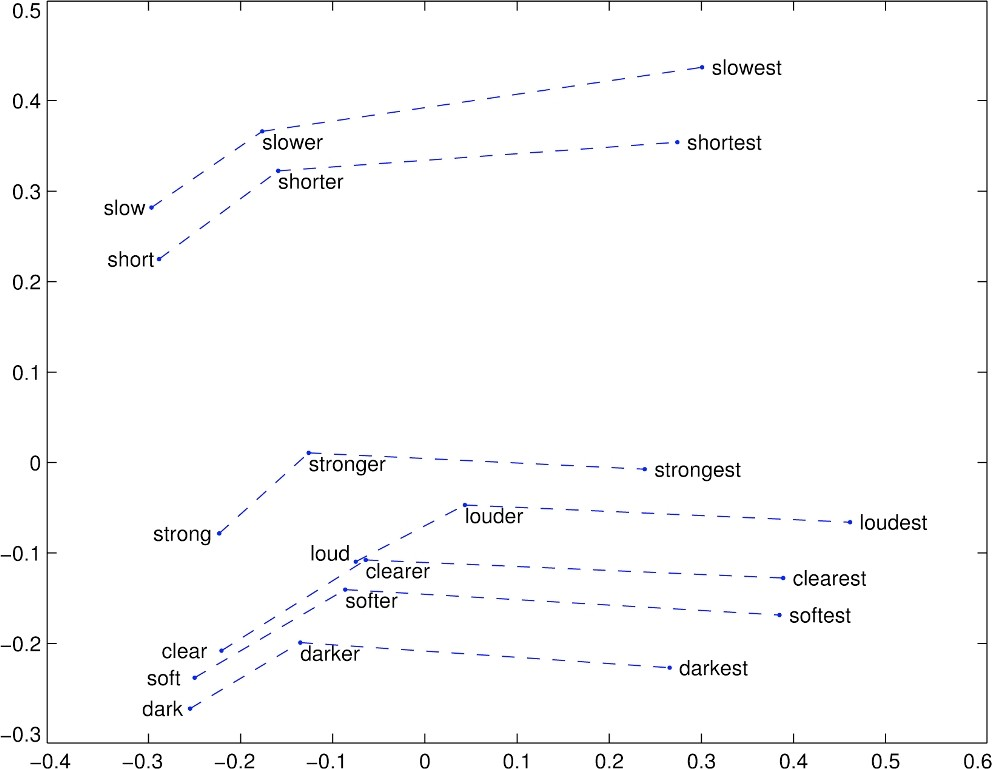 0.5
slowest
0.4
slower
shortest
shorter
0.3
slow
short
0.2
0.1
0
stronger
strongest
strong
louder
loudest
−0.1
loud
clearer
clearest
softer
softest
−0.2
clear
darker
darkest
soft
dark
−0.3
−0.4 −0.3 −0.2 −0.1 0 0.1 0.2 0.3 0.4 0.5 0.6